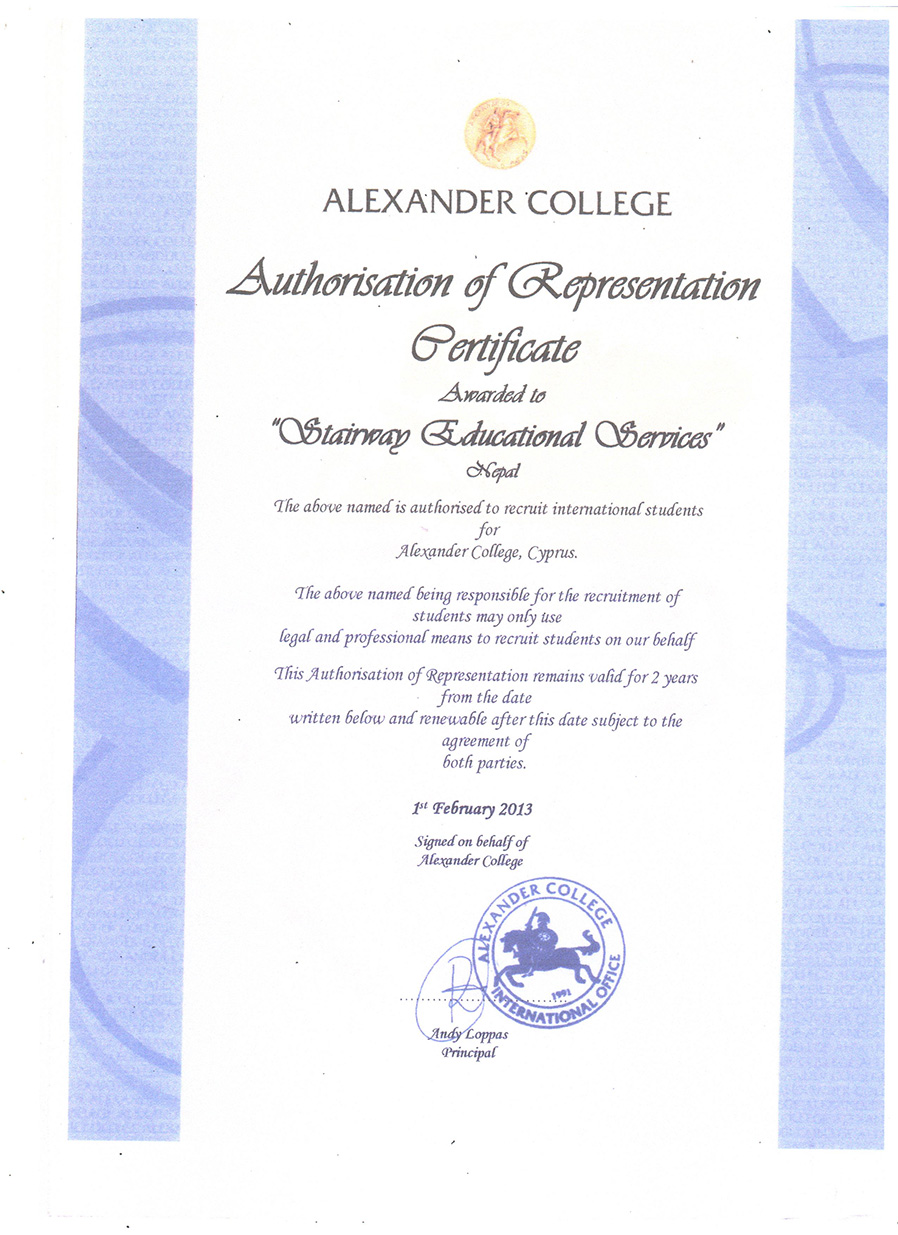 ALEXANDER COLLEGE
Authorisation of Representation
Certificate
Awarded to
"Stairway Educational Services"
Nepal
The above named is authorised to recruit international students
for
Alexander College, Cyprus.
The above named being responsible for the recruitment of
students may only use
legal and professional means to recruit students on our behalf
This Authorisation of Representation remains valid for 2 years
from the date
written below and renewable after this date subject to the
agreement of
both parties.
1st February 2013
Signed on behalf of
Alexander College
ALEXANDER COLLEGE
1991
INTERNATIONAL OFFICE
Andy Loppas
Principal